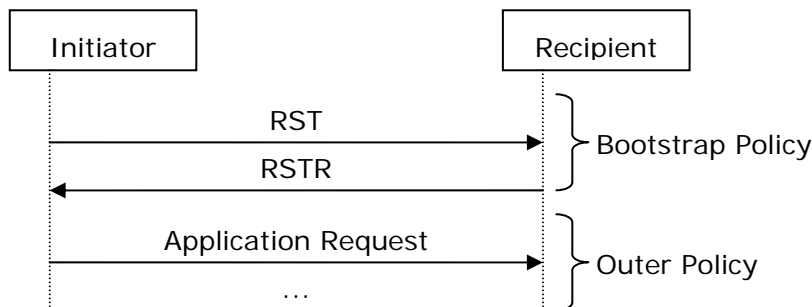 Initiator
Recipient
RST
Bootstrap Policy
RSTR
Application Request
Outer Policy
...